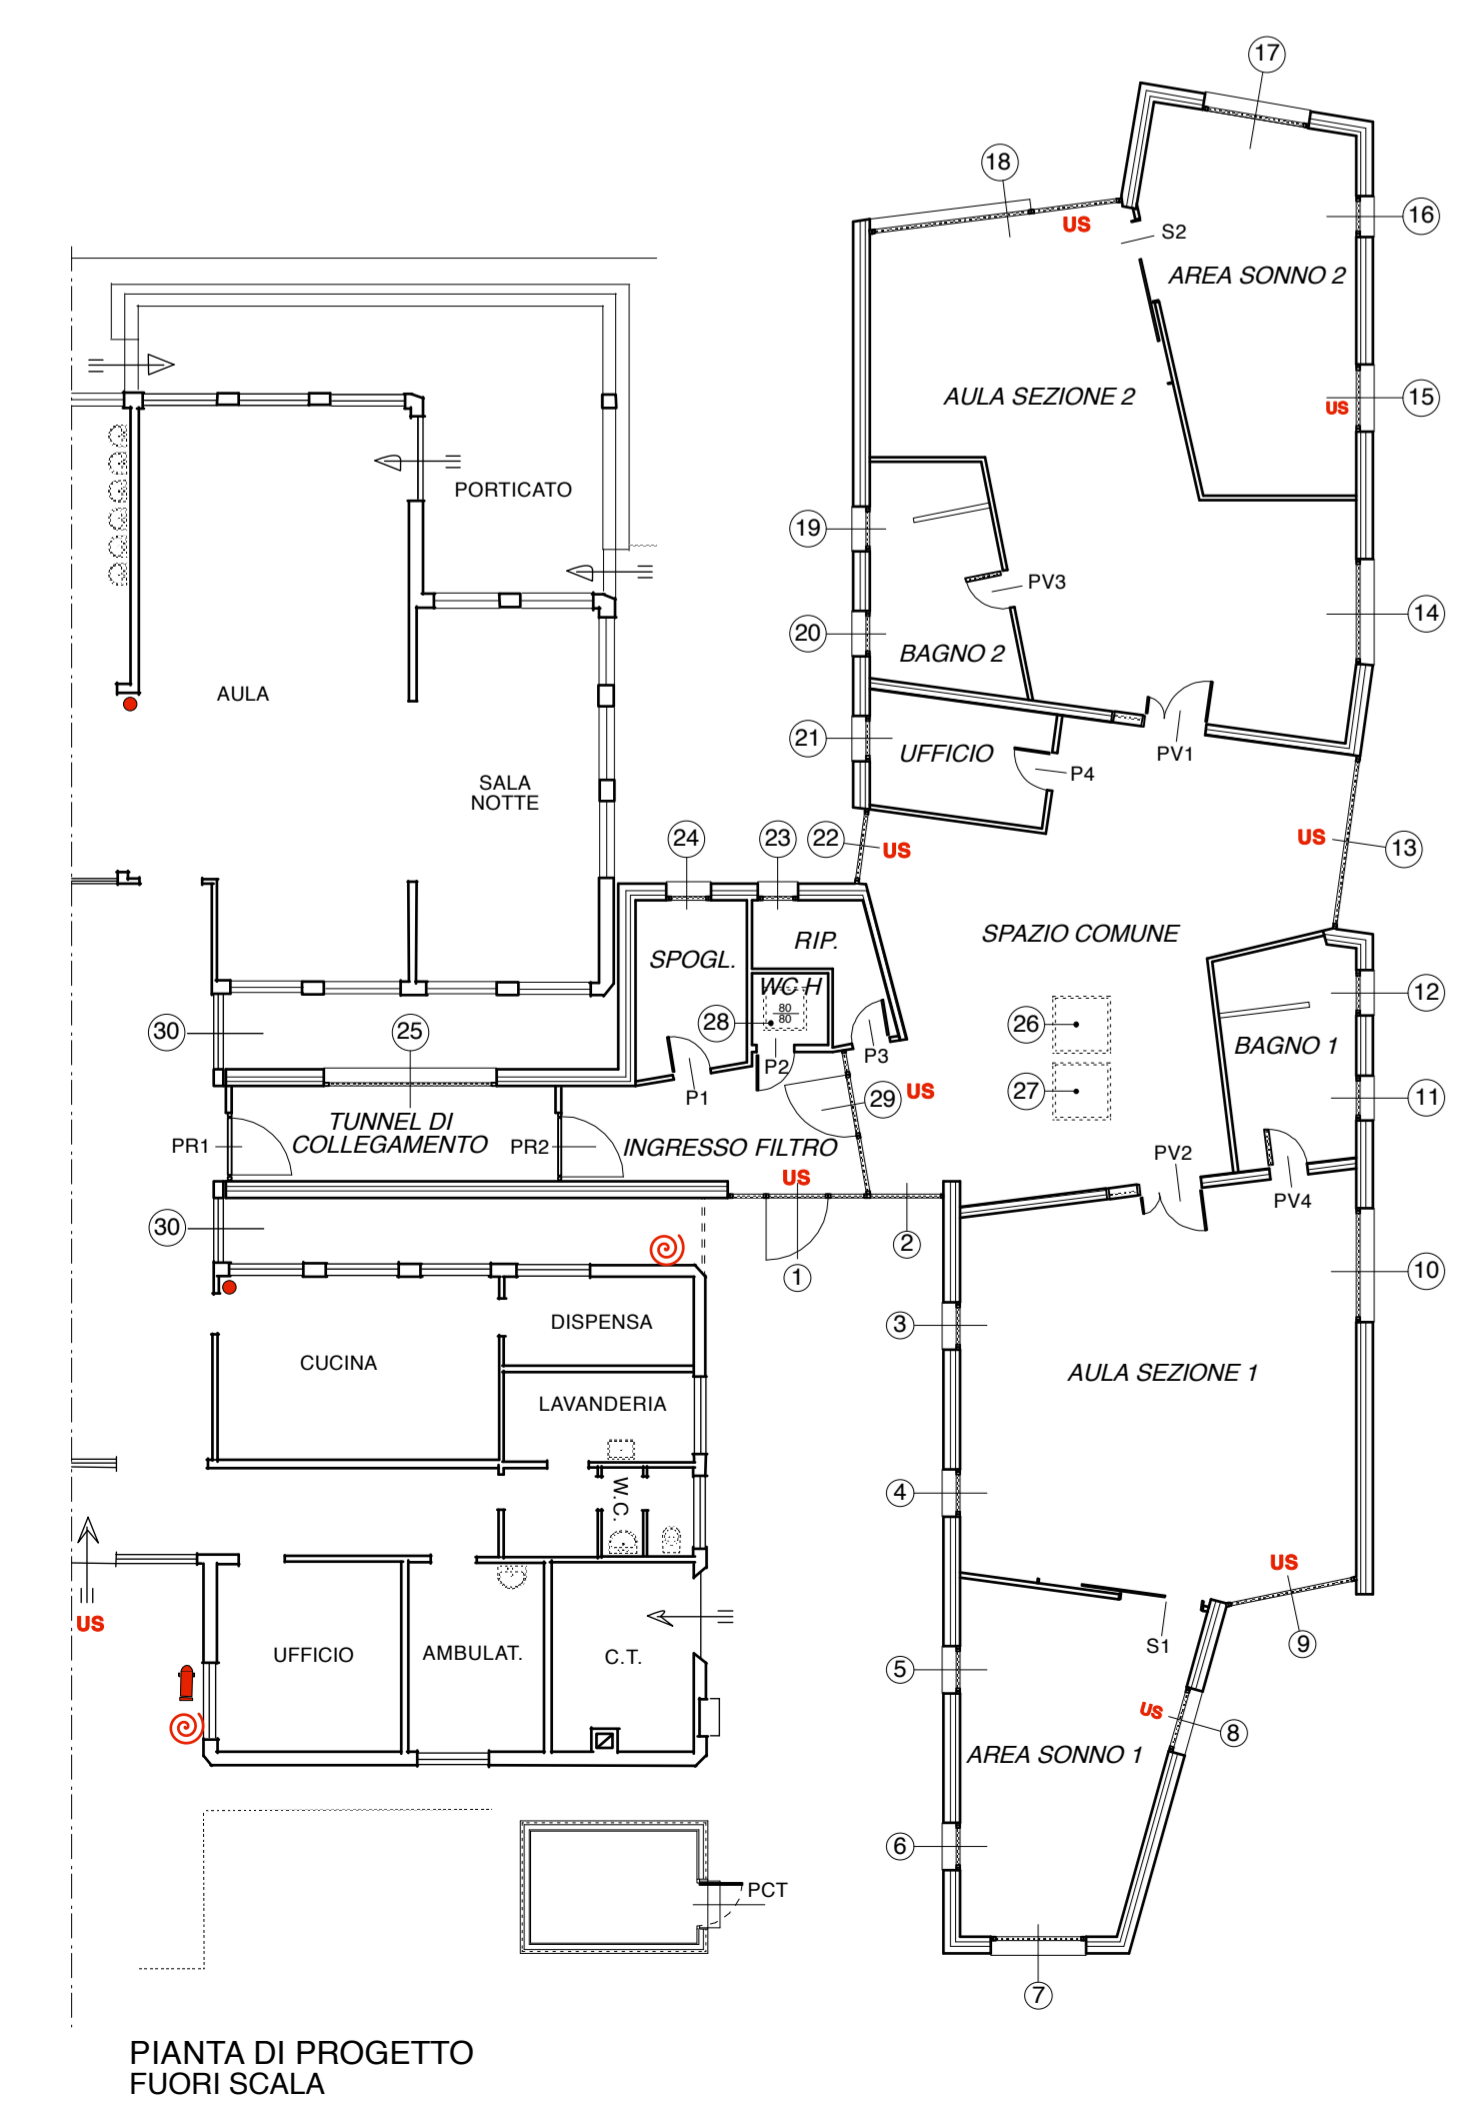 17
18
US
S2
16
AREA SONNO 2
AULA SEZIONE 2
US
15
PORTICATO
19
PV3
14
20
BAGNO 2
AULA
21
UFFICIO
P4
PV1
SALA
NOTTE
24
23
22
US
US
13
SPOGL.
RIP.
SPAZIO COMUNE
WC H
80
80
12
30
25
28
26
BAGNO 1
P2
P3
P1
29
US
27
11
TUNNEL DI
COLLEGAMENTO
PR1
PR2
INGRESSO FILTRO
PV2
US
PV4
30
2
1
10
DISPENSA
3
CUCINA
AULA SEZIONE 1
LAVANDERIA
W.C.
4
US
US
UFFICIO
AMBULAT.
C.T.
S1
9
5
US
8
AREA SONNO 1
6
PCT
7
PIANTA DI PROGETTO
FUORI SCALA